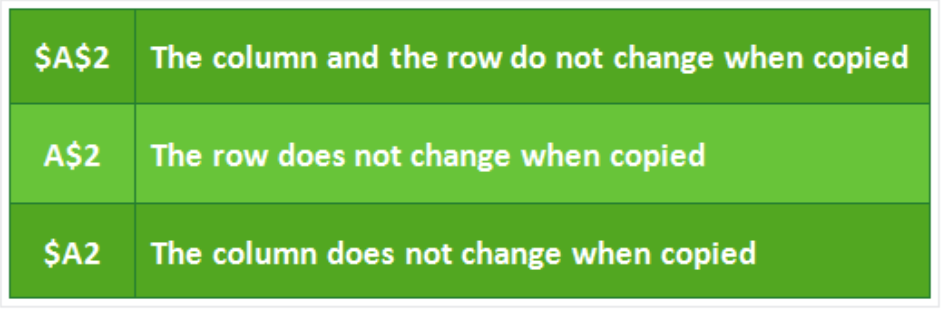 $A$2 The column and the row do not change when copied
A$2 The row does not change when copied
$A2 The column does not change when copied